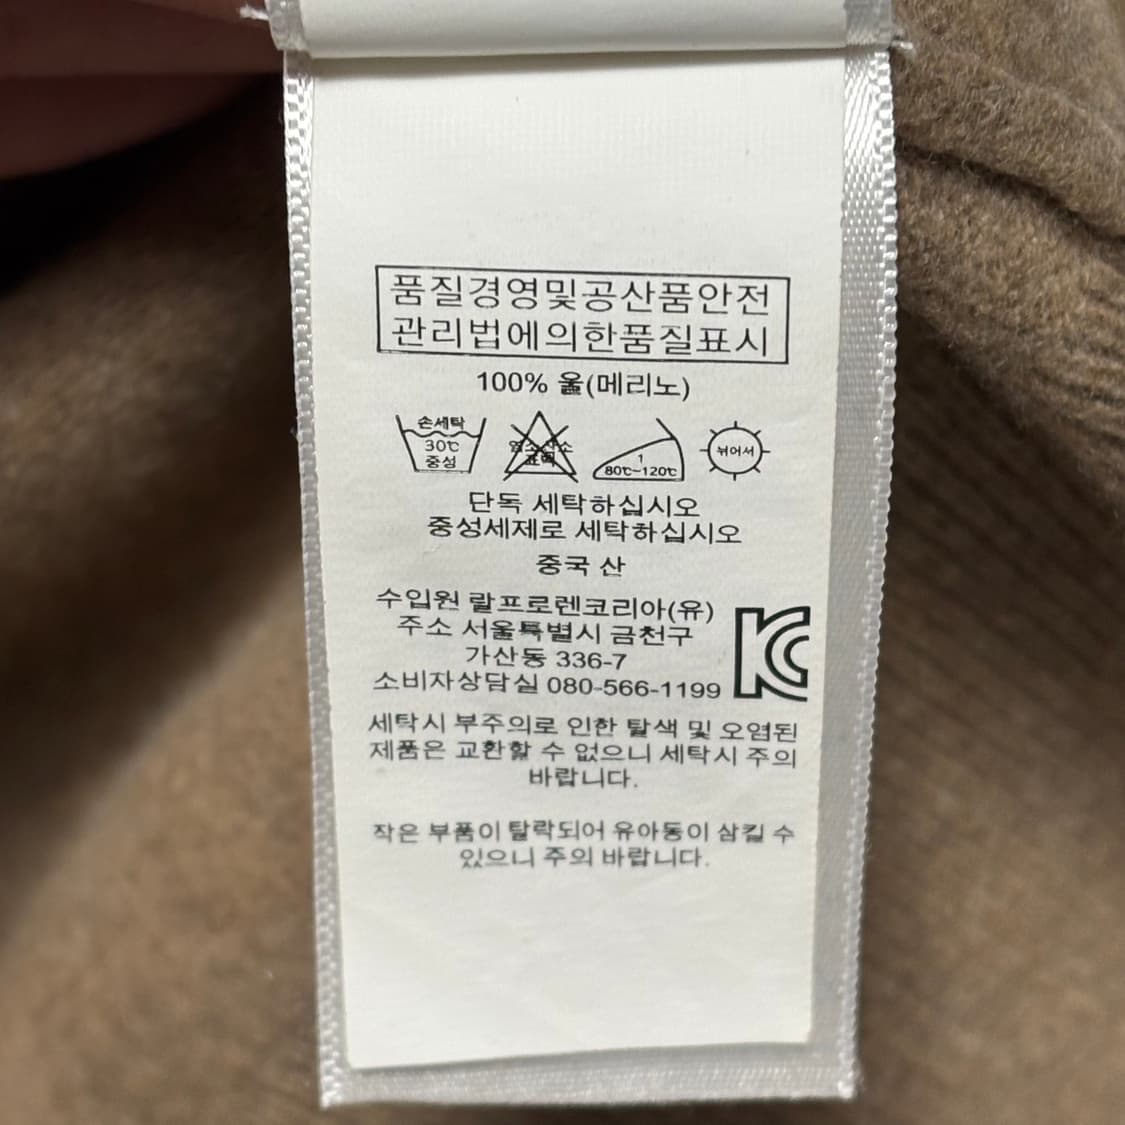 품질경영및공산품안전
관리법에의한품질표시
100% 울(메리노)
손세탁
30℃
중성
염소산소
표백
1
80℃~120℃
뉘어서
단독 세탁하십시오
중성세제로 세탁하십시오
중국 산
수입원 랄프로렌코리아(유)
주소 서울특별시 금천구
가산동 336-7
소비자상담실 080-566-1199
KC
세탁시 부주의로 인한 탈색 및 오염된
제품은 교환할 수 없으니 세탁시 주의
바랍니다.
작은 부품이 탈락되어 유아동이 삼킬 수
있으니 주의 바랍니다.